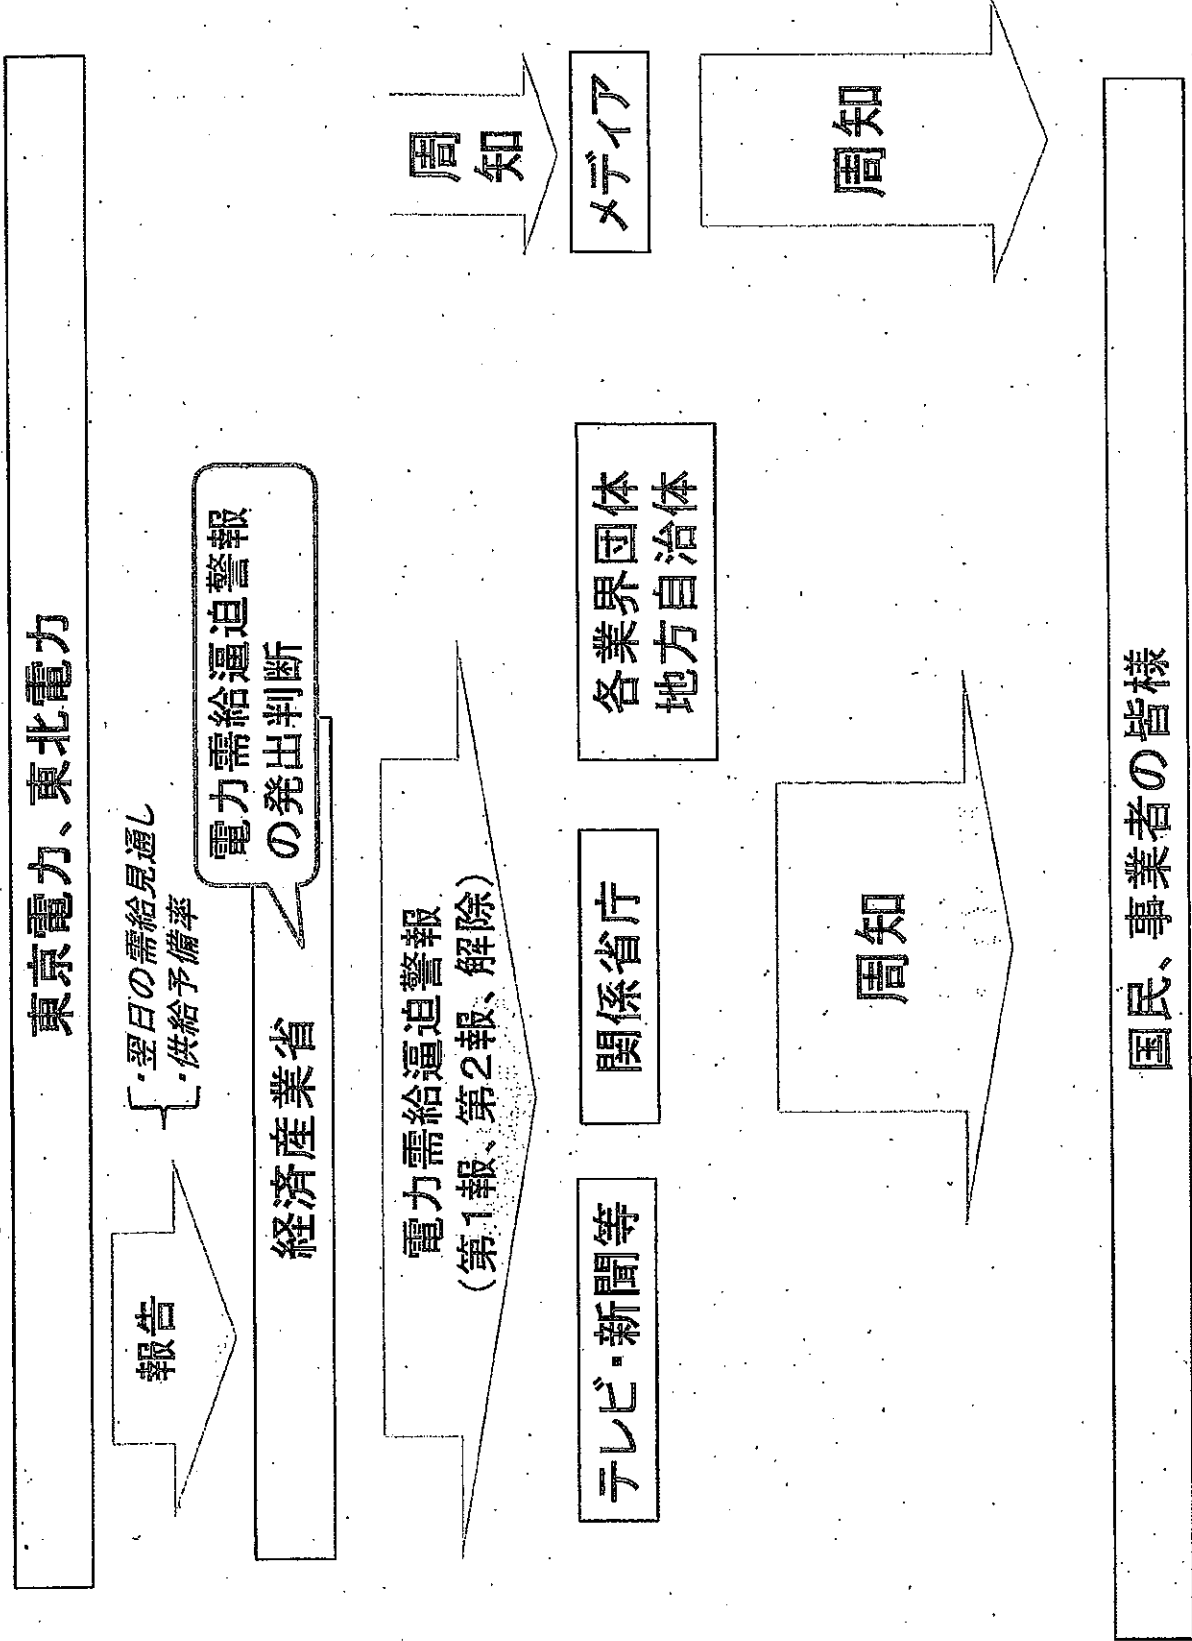 東京電力、東北電力
報告
・翌日の需給見通し
・供給予備率
電力需給逼迫警報
の発出判断
経済産業省
電力需給逼迫警報
(第1報、第2報、解除)
周
知
テレビ・新聞等
関係省庁
各業界団体
地方自治体
メディア
周知
周知
国民、事業者の皆様